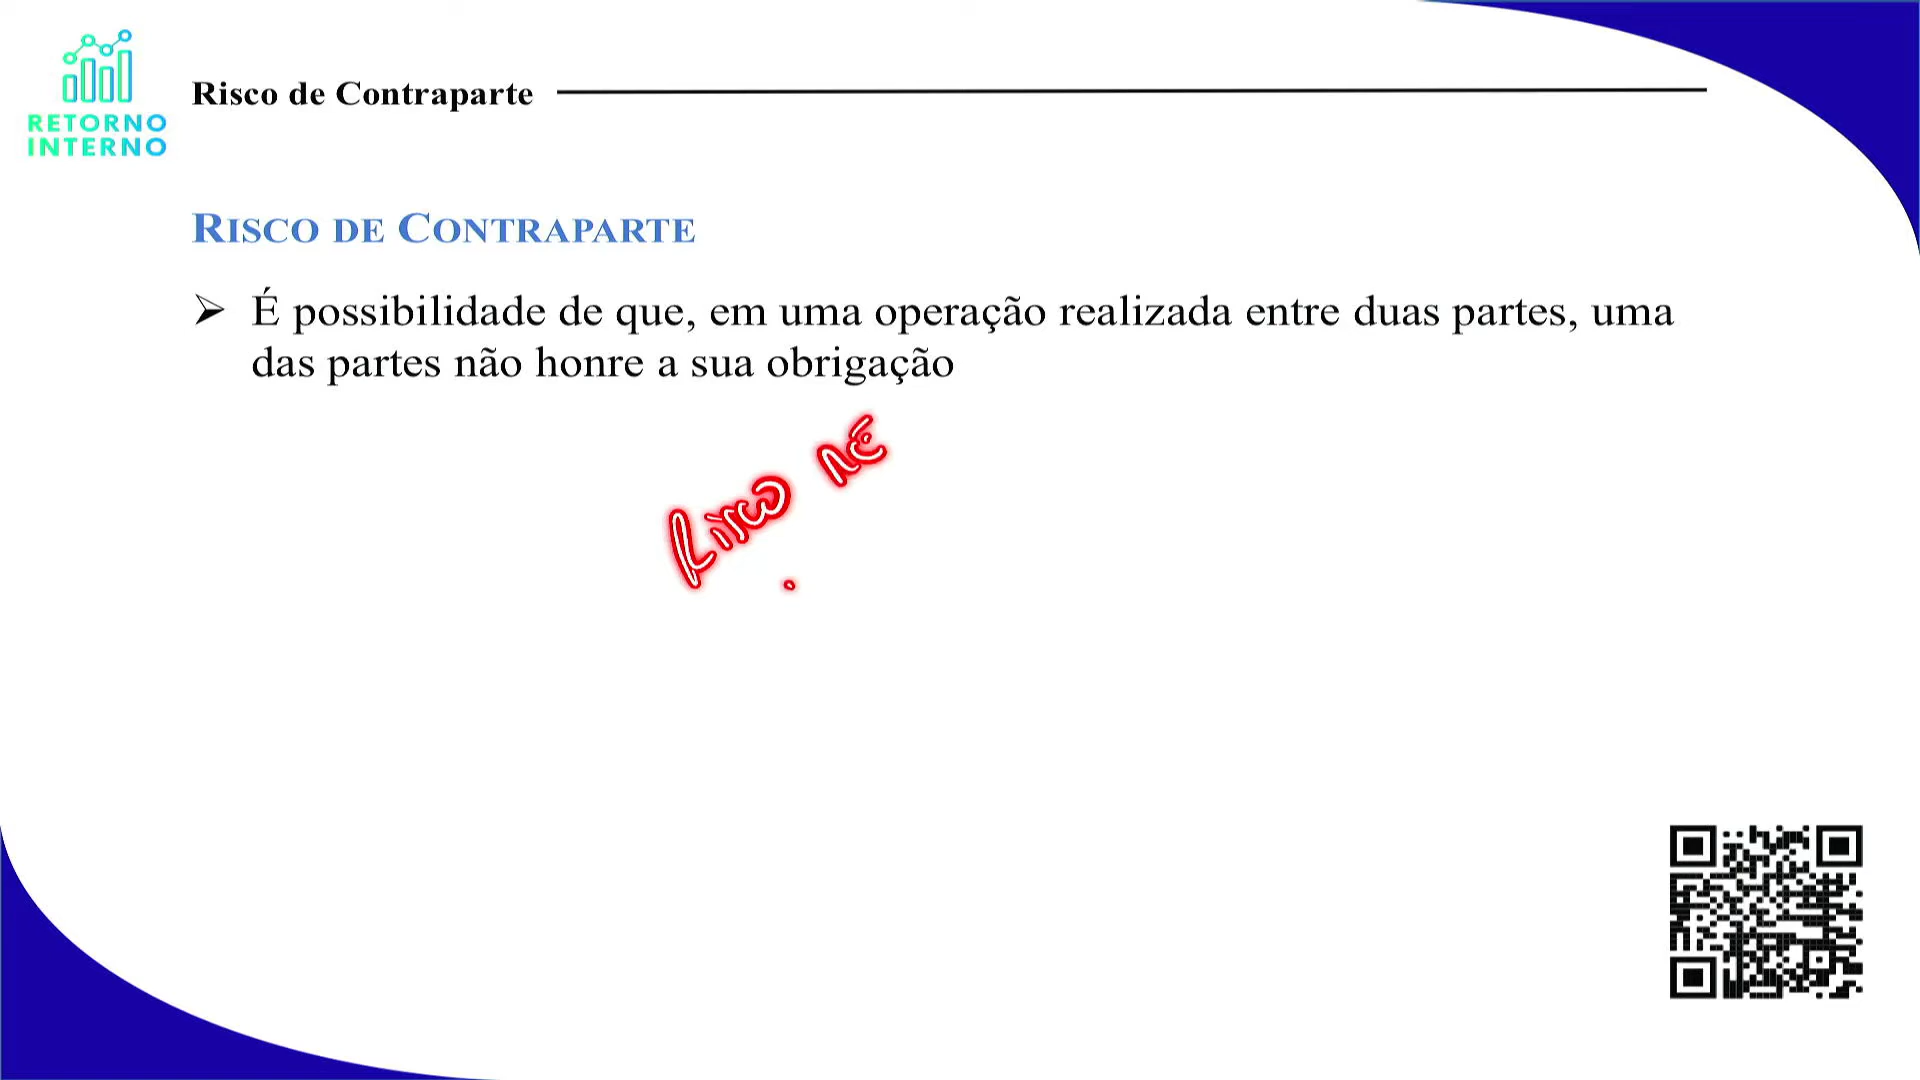 RETORNO
INTERNO
Risco de Contraparte
RISCO DE CONTRAPARTE
➢ É possibilidade de que, em uma operação realizada entre duas partes, uma
das partes não honre a sua obrigação
Risco